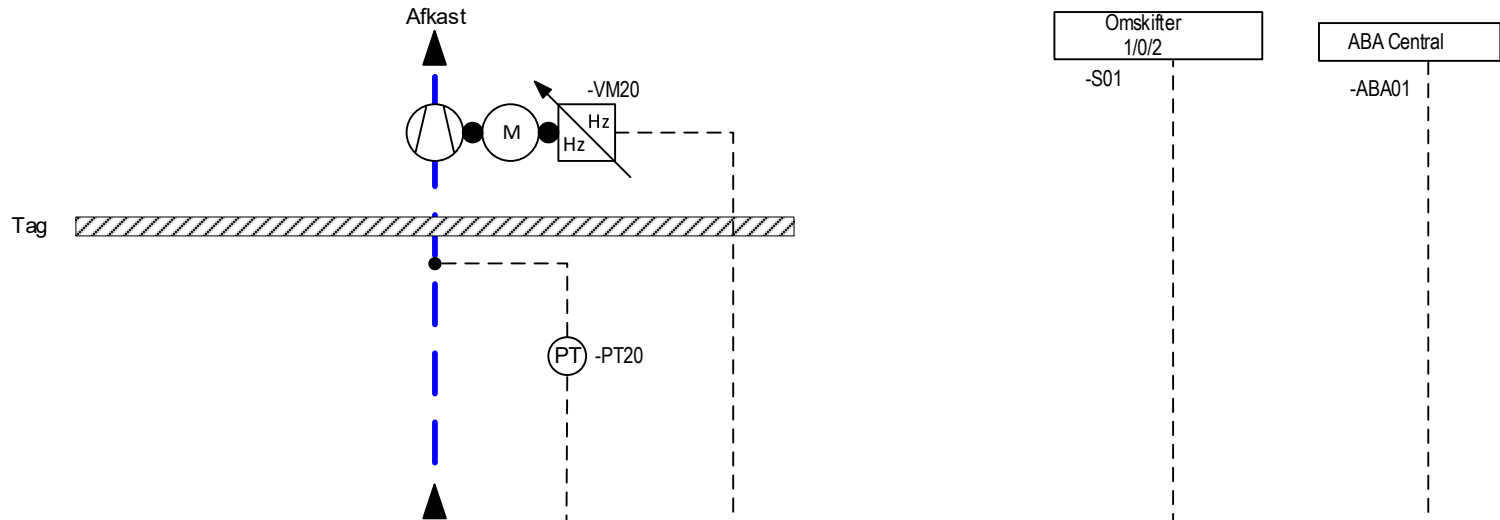 Afkast
Omskifter
1/0/2
ABA Central
-S01
-ABA01
-VM20
M
Hz
Hz
Tag
PT
-PT20